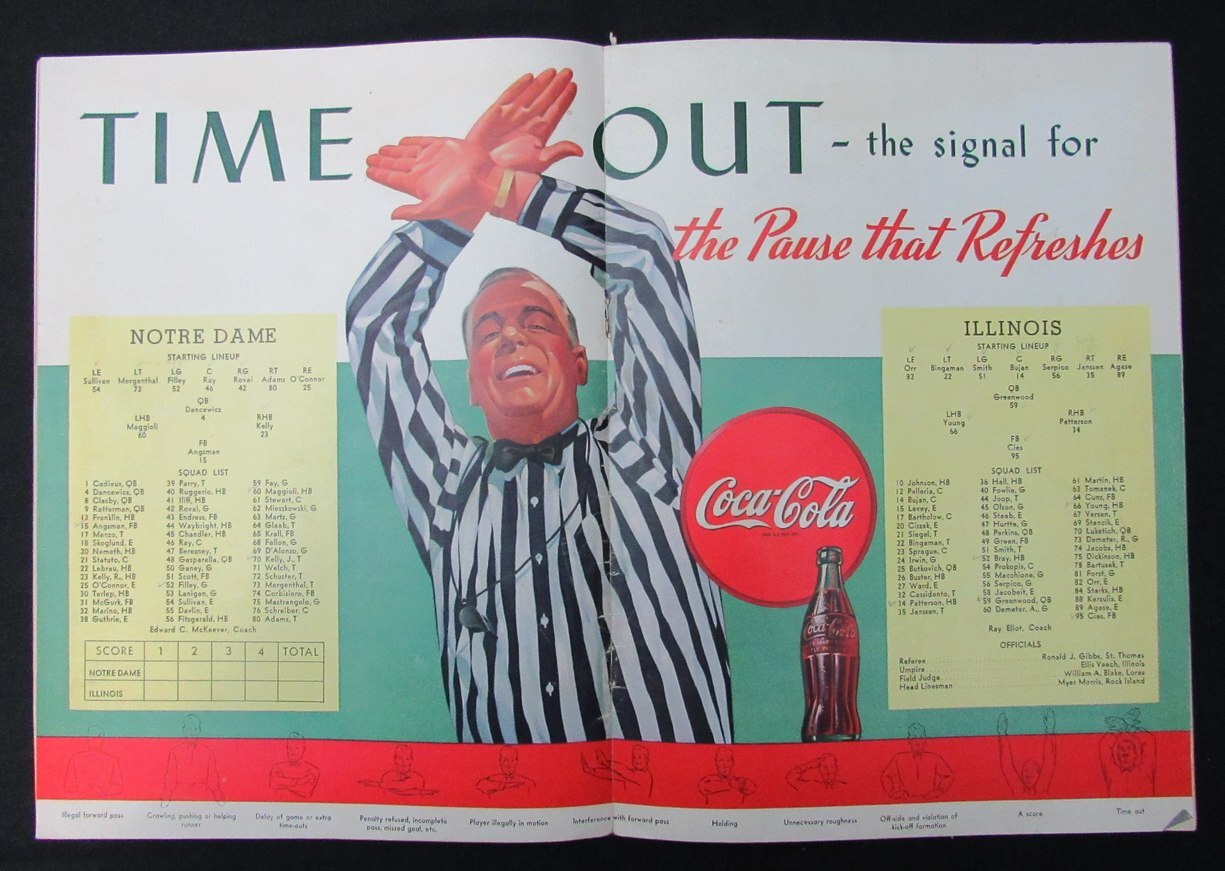 TIME OUT - the signal for
the Pause that Refreshes
NOTRE DAME
STARTING LINEUP
LE LT LG C RG RT RE
Sullivan Mergenthal Filley Ray Rovai Adams O'Connor
54 73 52 46 42 80 25
QB
Dancewicz
4
LHB RHB
Maggioli Kelly
60 23
FB
Angsman
15
SQUAD LIST
1 Cadieux, QB 39 Parry, T 59 Fay, G
4 Dancewicz, QB 40 Ruggerio, HB 60 Maggioli, HB
8 Clasby, QB 41 Iliff, HB 61 Stewart, C
9 Ratterman, QB 42 Rovai, G 62 Mieszkowski, G
13 Franklin, HB 43 Endress, FB 63 Martz, G
15 Angsman, FB 44 Waybright, HB 64 Glaab, T
17 Manzo, T 45 Chandler, HB 65 Krall, FB
18 Skoglund, E 46 Ray, C 68 Fallon, G
20 Nemeth, HB 47 Berezney, T 69 D'Alonzo, G
21 Statuto, C 48 Gasparella, QB 70 Kelly, J., T
22 Lebrau, HB 50 Ganey, G 71 Welch, T
23 Kelly, R., HB 51 Scott, FB 72 Schuster, T
25 O'Connor, E 52 Filley, G 73 Mergenthal, T
30 Terlep, HB 53 Lanigan, G 74 Corbisiero, FB
31 McGurk, FB 54 Sullivan, E 75 Mastrangelo, G
32 Marino, HB 55 Davlin, E 76 Schreiber, C
38 Guthrie, E 56 Fitzgerald, HB 80 Adams, T
Edward C. McKeever, Coach
SCORE 1 2 3 4 TOTAL
NOTRE DAME
ILLINOIS
Coca-Cola
Coca-Cola
ILLINOIS
STARTING LINEUP
LE LT LG C RG RT RE
Orr Bingaman Smith Bujan Serpico Janssen Agase
82 22 51 14 56 35 89
QB
Greenwood
59
LHB RHB
Young Patterson
66 34
FB
Cies
95
SQUAD LIST
10 Johnson, HB 36 Hall, HB 61 Martin, HB
12 Palleria, C 40 Fowlie, G 63 Tomanek, C
14 Bujan, C 44 Joop, T 64 Cunz, FB
15 Levey, E 45 Olson, G 66 Young, HB
17 Bartholow, C 46 Staab, E 67 Versen, T
20 Ciszek, E 47 Hurtte, G 69 Stanzik, E
21 Siegel, T 48 Perkins, QB 70 Luketich, QB
22 Bingaman, T 49 Green, FB 73 Demeter, R., G
23 Sprague, C 51 Smith, T 74 Jacobs, HB
24 Irwin, G 52 Bray, HB 75 Dickinson, HB
25 Butkovich, QB 54 Prokopis, C 78 Bartusek, T
26 Buster, HB 55 Macchione, G 81 Forst, G
27 Ward, E 56 Serpico, G 82 Orr, E
32 Cassidento, T 58 Jacobeit, E 84 Starks, HB
34 Patterson, HB 59 Greenwood, QB 88 Kersulis, E
35 Janssen, T 60 Demeter, A., G 89 Agase, E
95 Cies, FB
Ray Eliot, Coach
OFFICIALS
Referee Ronald J. Gibbs, St. Thomas
Umpire Ellis Veech, Illinois
Field Judge William A. Blake, Loras
Head Linesman Myer Morris, Rock Island
Illegal forward pass
Crawling, pushing or helping runner
Delay of game or extra time-outs
Penalty refused, incomplete pass, missed goal, etc.
Player illegally in motion
Interference with forward pass
Holding
Unnecessary roughness
Off-side and violation of kick-off formation
A score
Time out